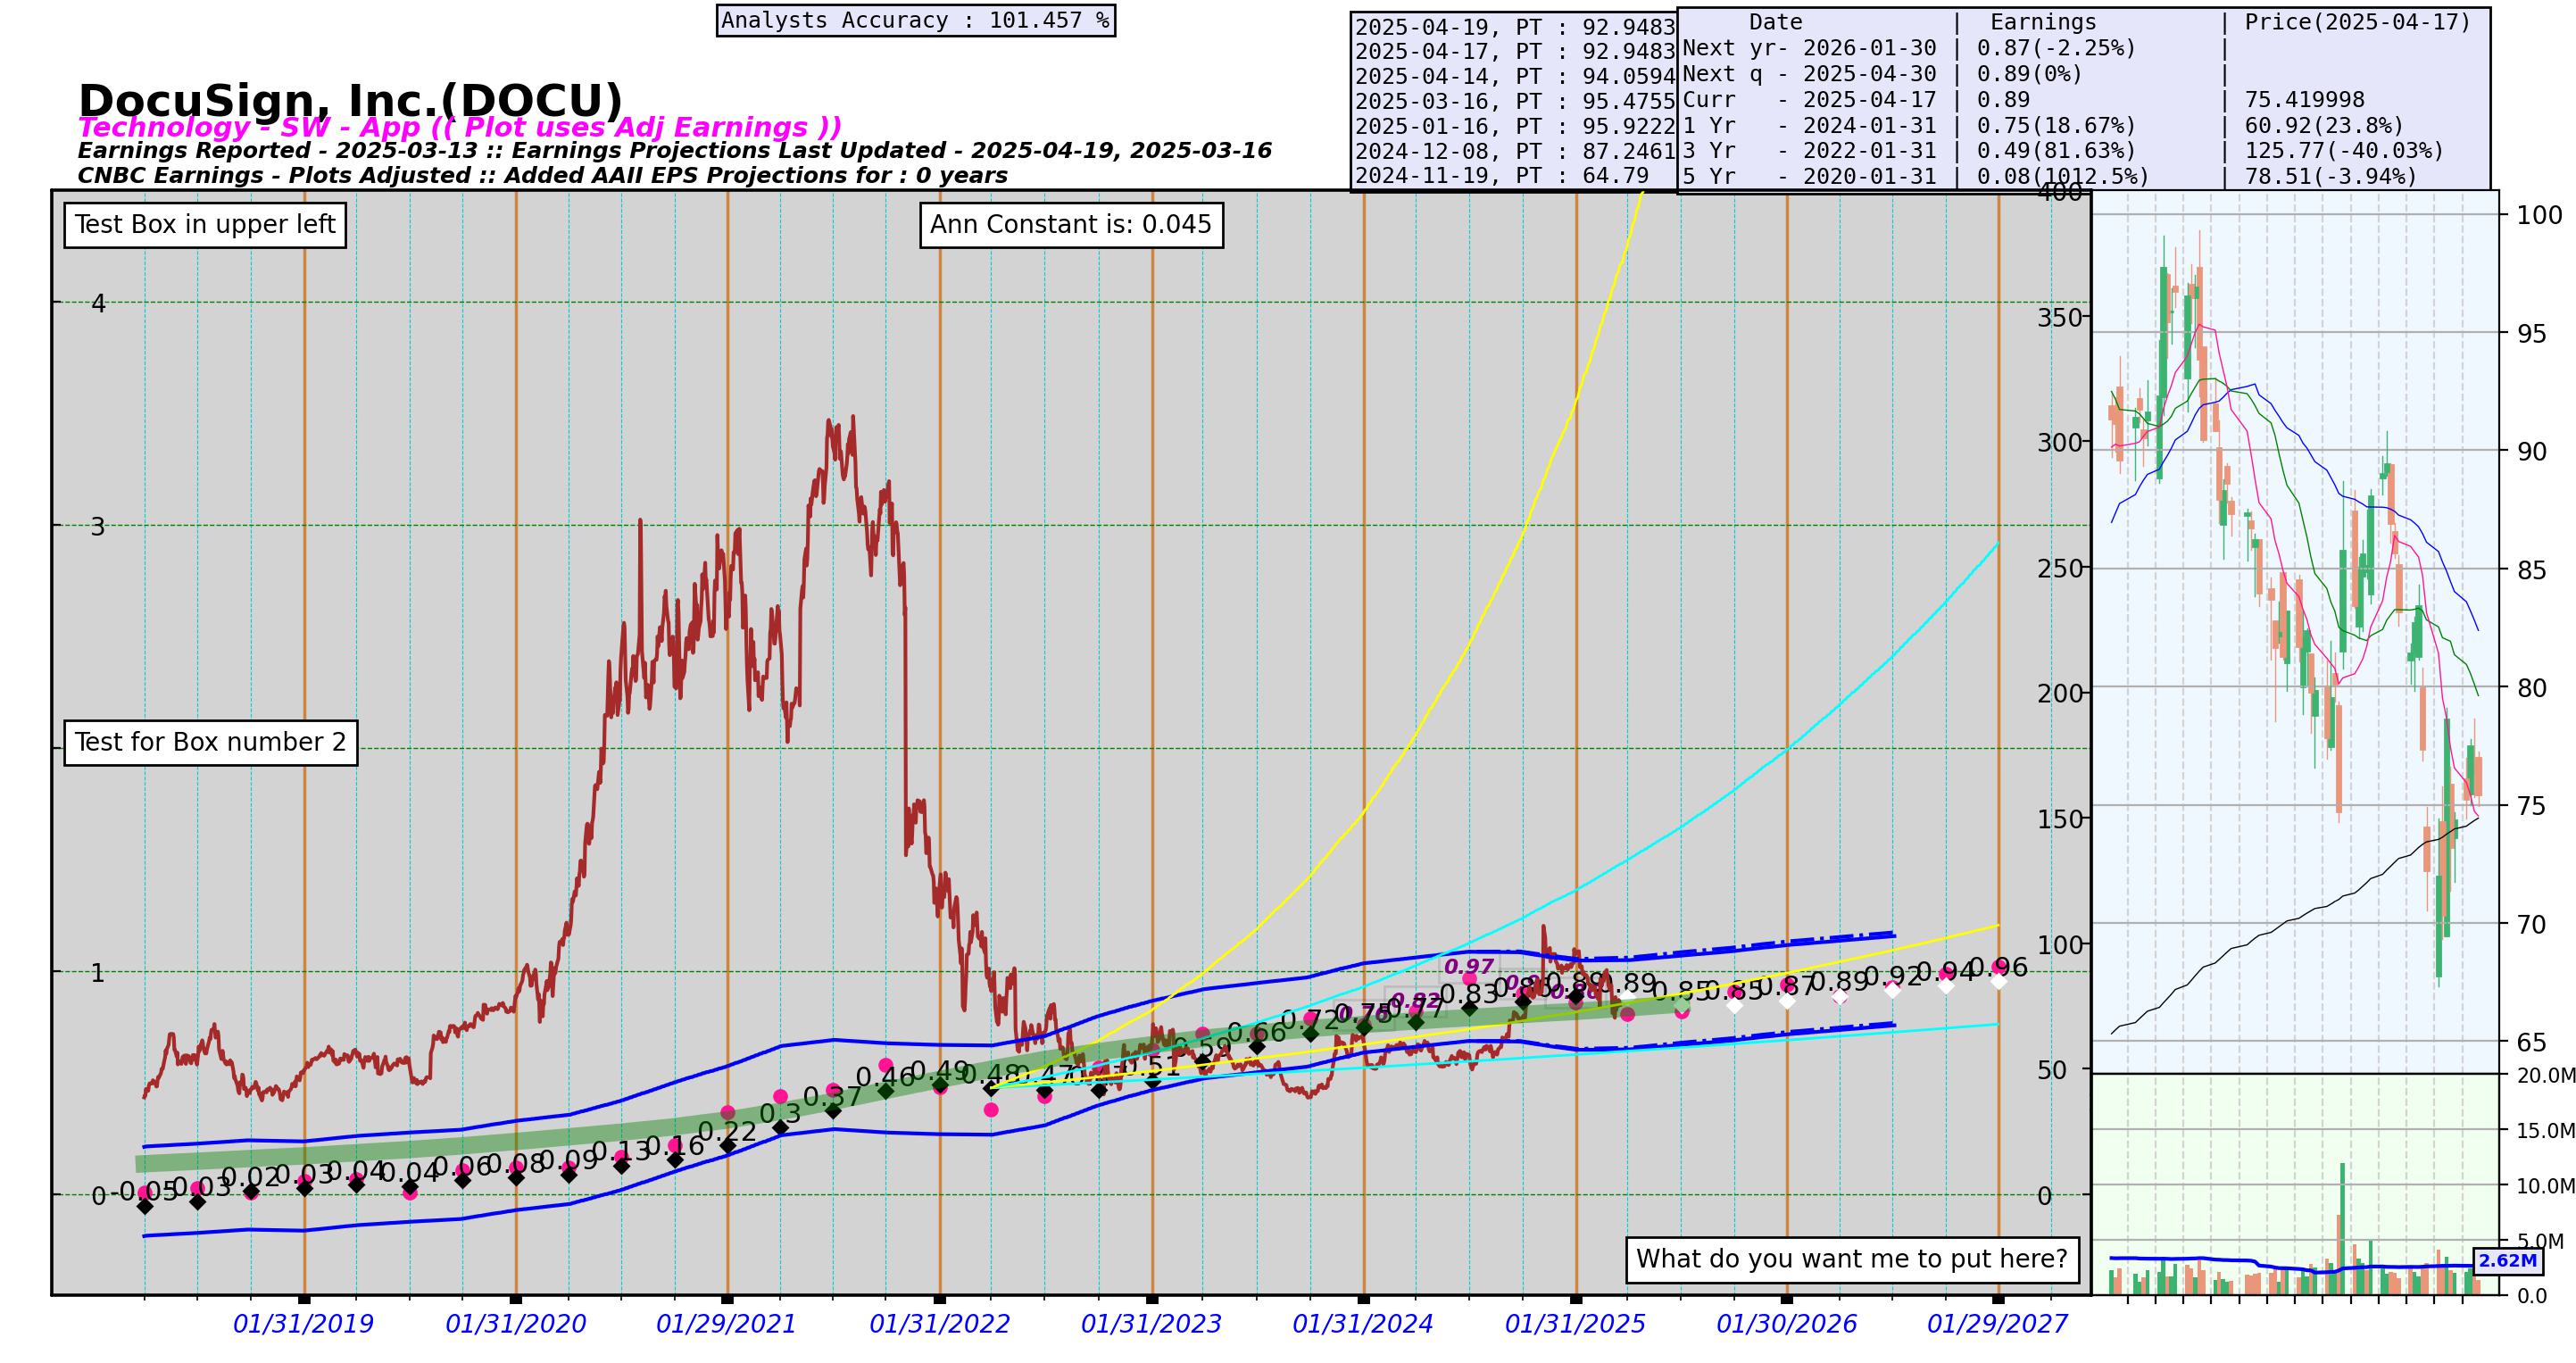 Analysts Accuracy : 101.457 %
2025-04-19, PT : 92.9483
2025-04-17, PT : 92.9483
2025-04-14, PT : 94.0594
2025-03-16, PT : 95.4755
2025-01-16, PT : 95.9222
2024-12-08, PT : 87.2461
2024-11-19, PT : 64.79
Date | Earnings | Price(2025-04-17)
Next yr- 2026-01-30 | 0.87(-2.25%) |
Next q - 2025-04-30 | 0.89(0%) |
Curr - 2025-04-17 | 0.89 | 75.419998
1 Yr - 2024-01-31 | 0.75(18.67%) | 60.92(23.8%)
3 Yr - 2022-01-31 | 0.49(81.63%) | 125.77(-40.03%)
5 Yr - 2020-01-31 | 0.08(1012.5%) | 78.51(-3.94%)
DocuSign, Inc.(DOCU)
Technology - SW - App (( Plot uses Adj Earnings ))
Earnings Reported - 2025-03-13 :: Earnings Projections Last Updated - 2025-04-19, 2025-03-16
CNBC Earnings - Plots Adjusted :: Added AAII EPS Projections for : 0 years
Test Box in upper left
Ann Constant is: 0.045
Test for Box number 2
What do you want me to put here?
4
3
1
0
400
350
300
250
200
150
100
50
0
100
95
90
85
80
75
70
65
20.0M
15.0M
10.0M
5.0M
2.62M
0.0
-0.05 0.03 0.02 0.03 0.04 0.04 0.06 0.08 0.09 0.13 0.16 0.22 0.3 0.37 0.46 0.49 0.48 0.47 0.51 0.59 0.66 0.72 0.75 0.77 0.83 0.89 0.89 0.85 0.85 0.87 0.89 0.92 0.94 0.96
0.76 0.82 0.97
01/31/2019 01/31/2020 01/29/2021 01/31/2022 01/31/2023 01/31/2024 01/31/2025 01/30/2026 01/29/2027